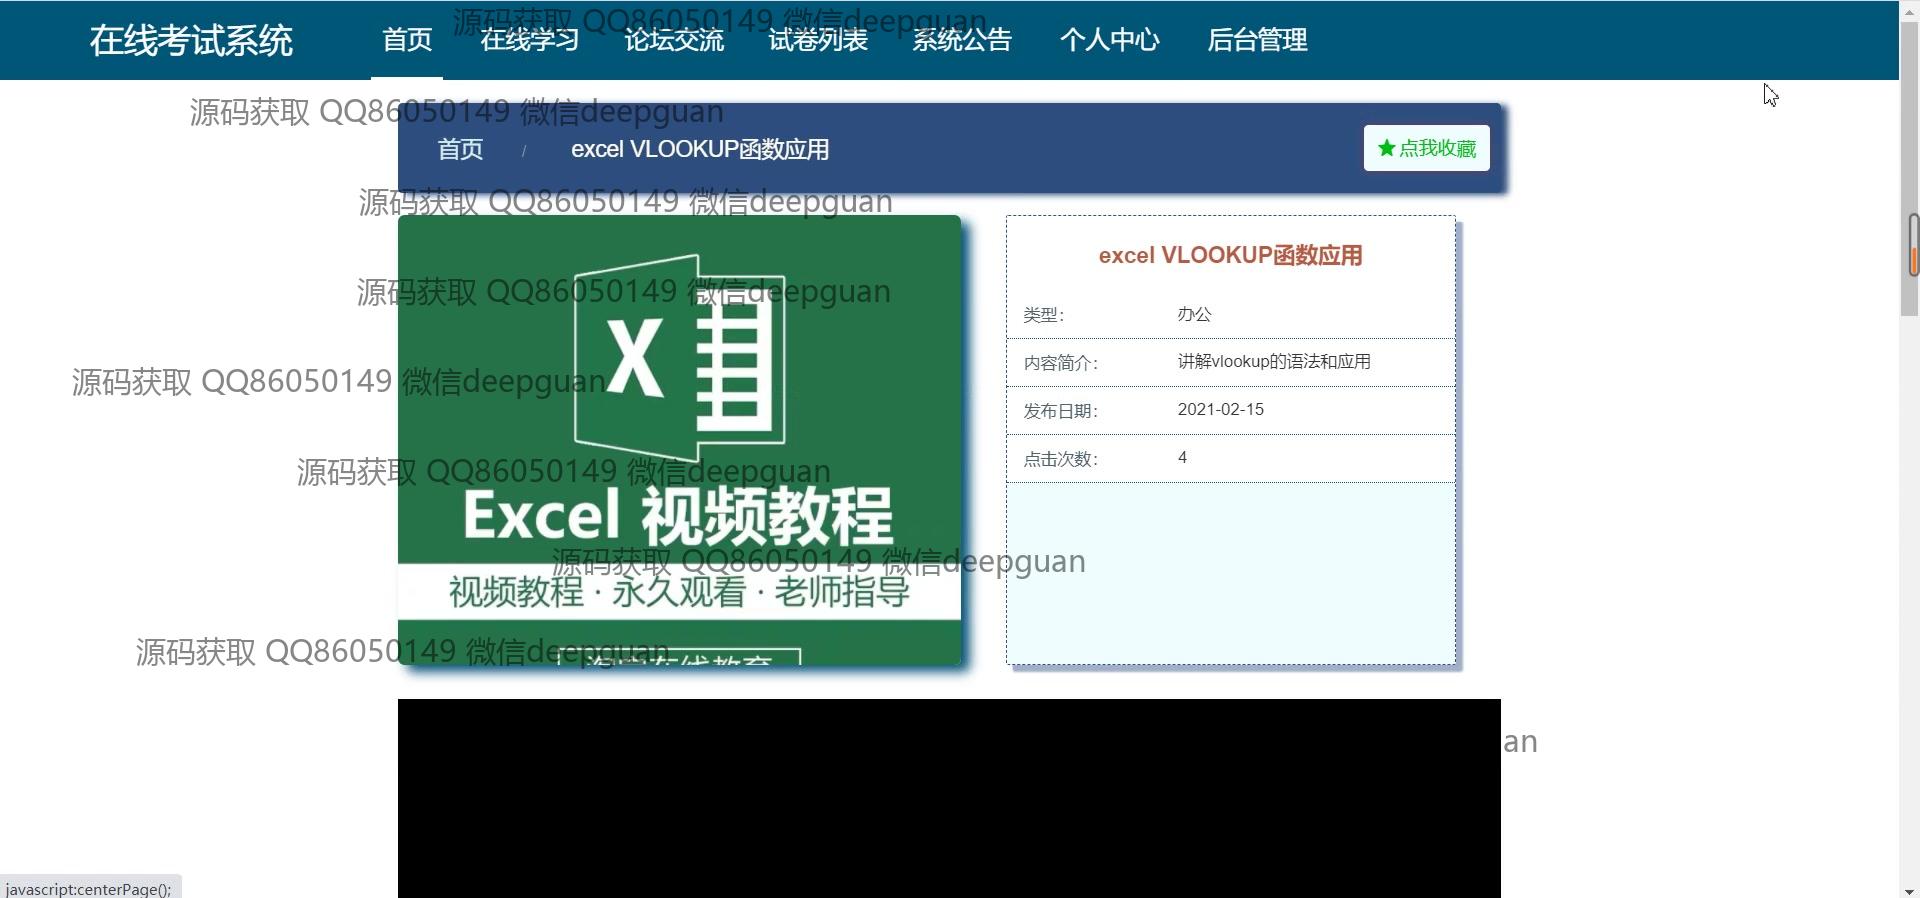 源码获取 QQ86050149 微信deepguan
在线考试系统 首页 在线学习 论坛交流 试卷列表 系统公告 个人中心 后台管理
源码获取 QQ86050149 微信deepguan
首页 / excel VLOOKUP函数应用 ★点我收藏
源码获取 QQ86050149 微信deepguan
excel VLOOKUP函数应用
源码获取 QQ86050149 微信deepguan
类型： 办公
内容简介： 讲解vlookup的语法和应用
源码获取 QQ86050149 微信deepguan
发布日期： 2021-02-15
点击次数： 4
源码获取 QQ86050149 微信deepguan
X
Excel 视频教程
源码获取 QQ86050149 微信deepguan
视频教程 · 永久观看 · 老师指导
源码获取 QQ86050149 微信deepguan
an
javascript:centerPage();